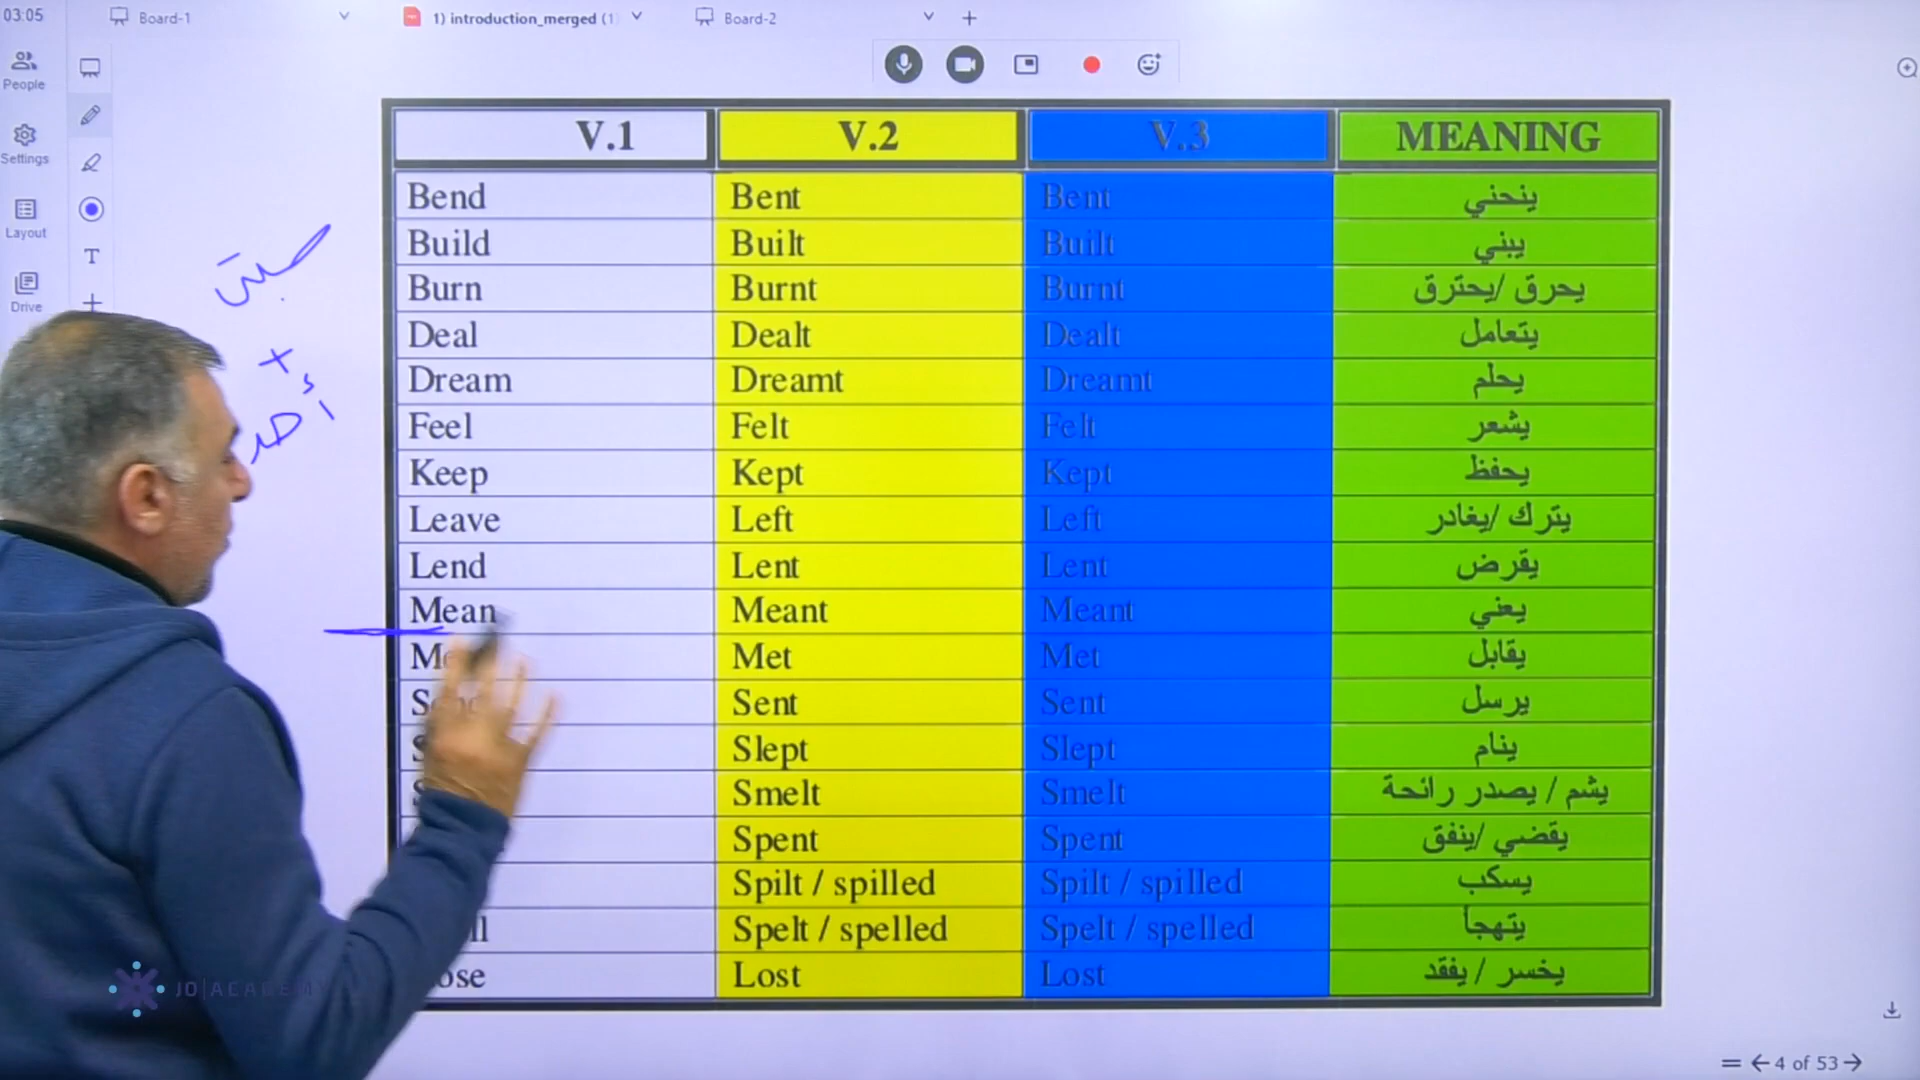 03:05
Board-1
1) introduction_merged (1)
Board-2
People
Settings
Layout
Drive
T
V.1 V.2 V.3 MEANING
Bend Bent Bent ينحني
Build Built Built يبني
Burn Burnt Burnt يحرق /يحترق
Deal Dealt Dealt يتعامل
Dream Dreamt Dreamt يحلم
Feel Felt Felt يشعر
Keep Kept Kept يحفظ
Leave Left Left يترك /يغادر
Lend Lent Lent يقرض
Mean Meant Meant يعني
Met Met يقابل
Sent Sent يرسل
Slept Slept ينام
Smelt Smelt يشم / يصدر رائحة
Spent Spent يقضي /ينفق
Spilt / spilled Spilt / spilled يسكب
Spelt / spelled Spelt / spelled يتهجأ
Lost Lost يخسر / يفقد
JO|ACADEM
4 of 53